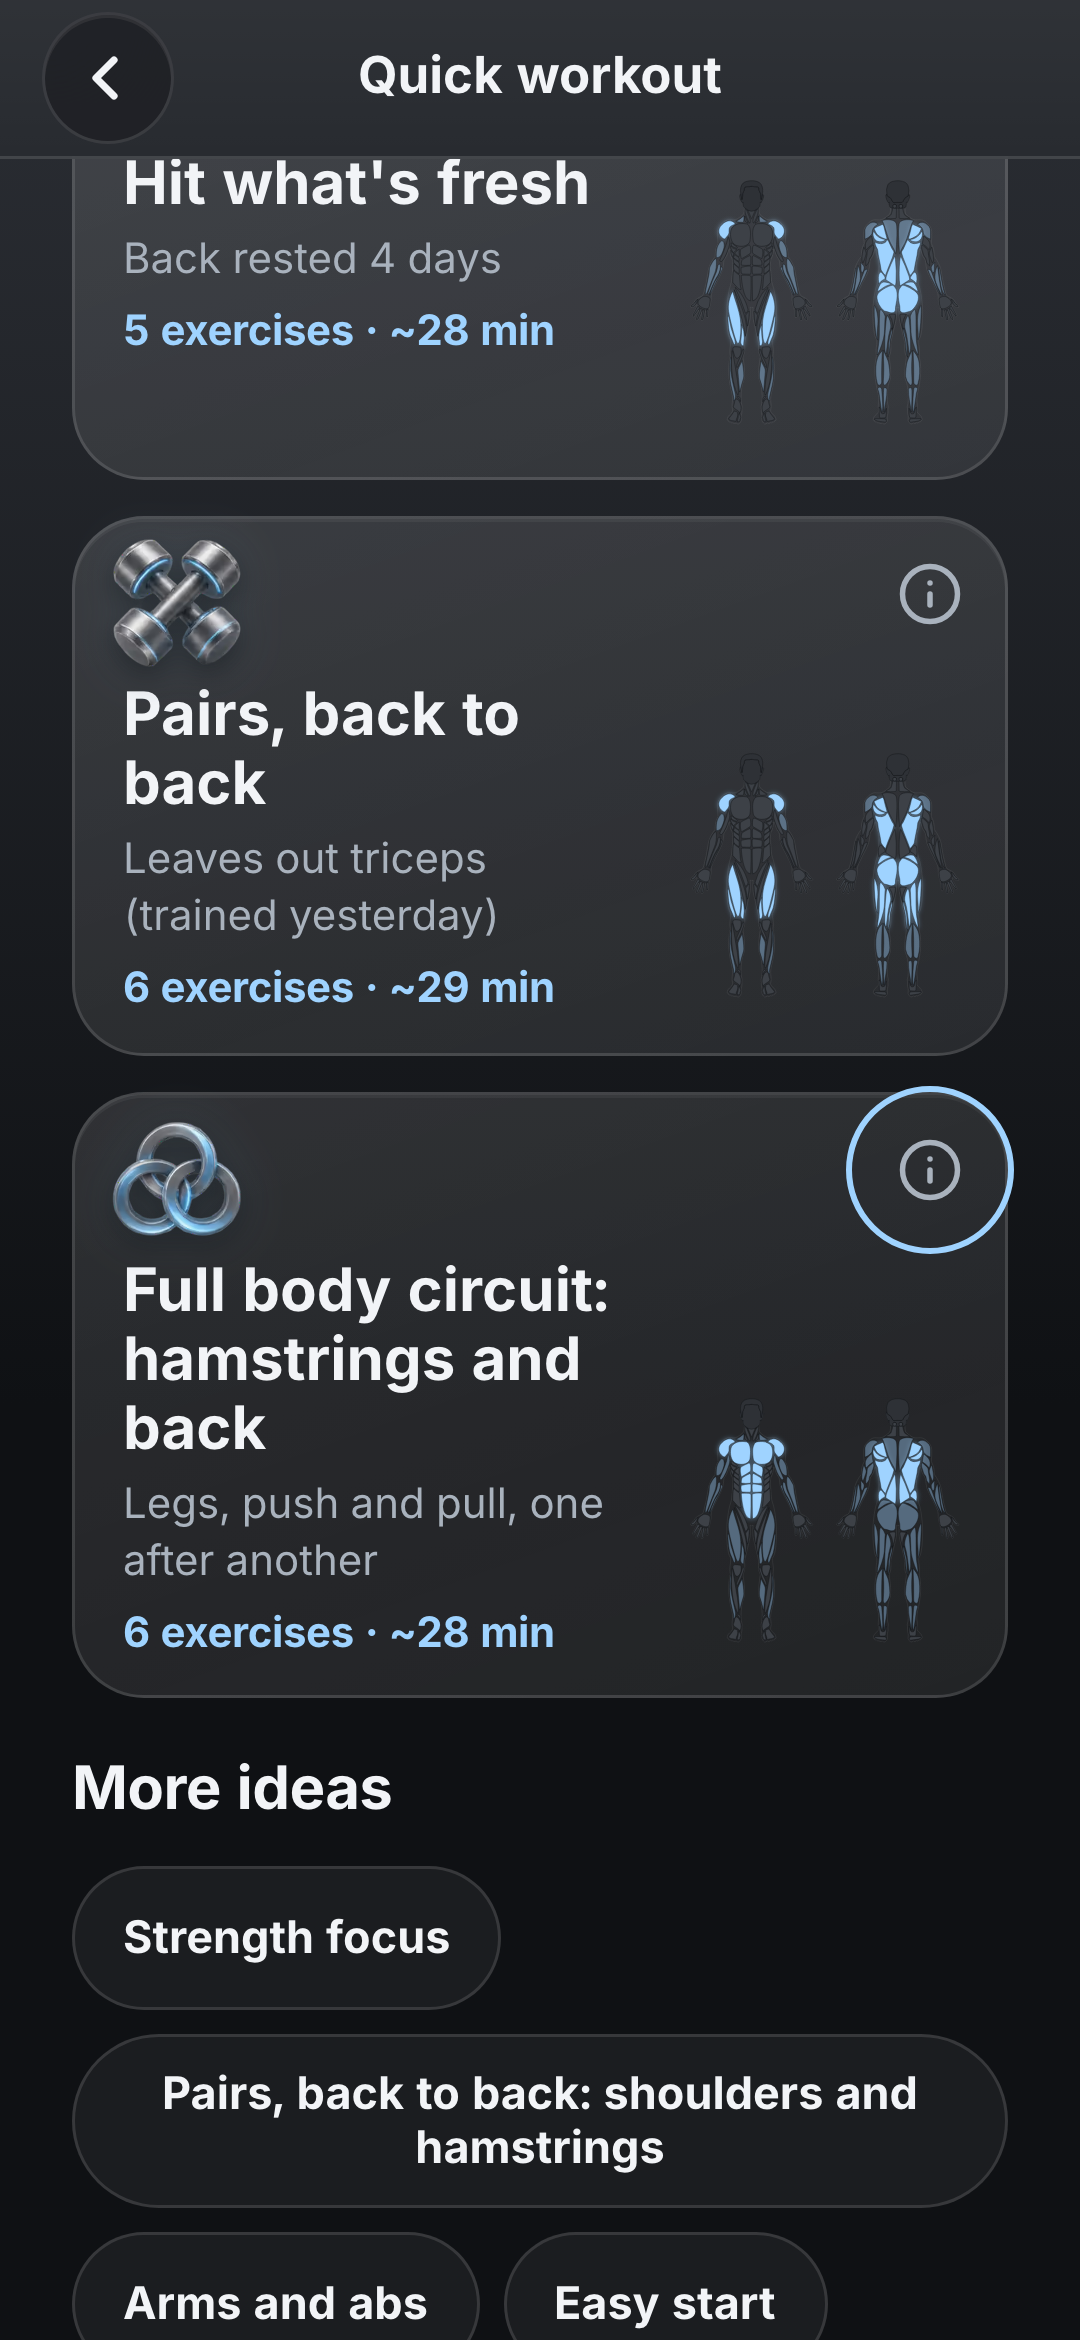 Quick workout
Hit what's fresh
Back rested 4 days
5 exercises · ~28 min
Pairs, back to
back
Leaves out triceps
(trained yesterday)
6 exercises · ~29 min
Full body circuit:
hamstrings and
back
Legs, push and pull, one
after another
6 exercises · ~28 min
More ideas
Strength focus
Pairs, back to back: shoulders and
hamstrings
Arms and abs
Easy start